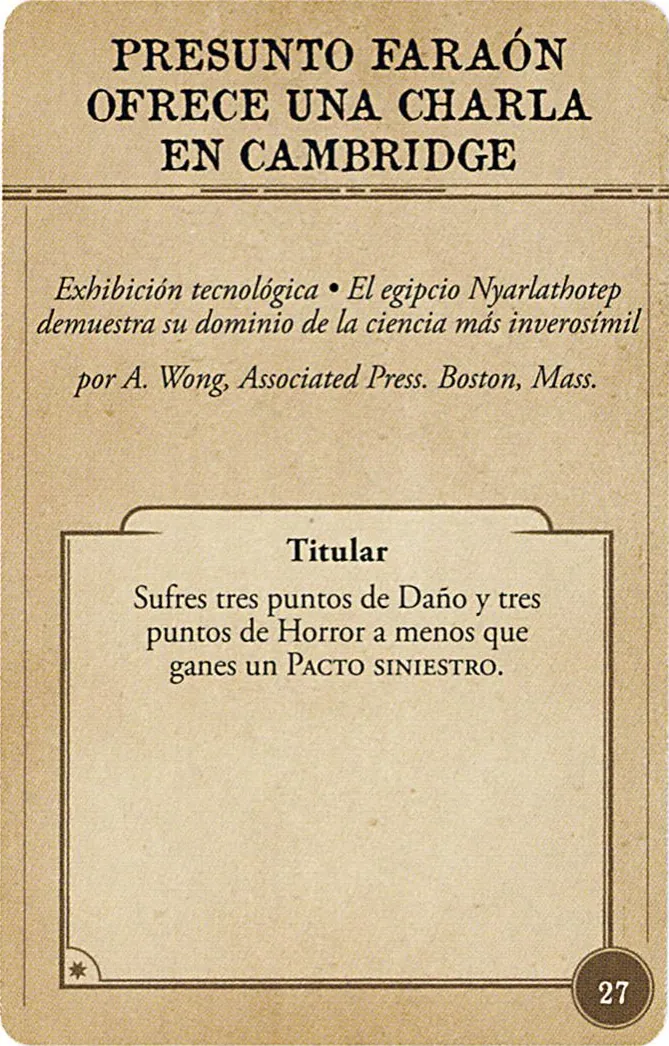 PRESUNTO FARAÓN
OFRECE UNA CHARLA
EN CAMBRIDGE
Exhibición tecnológica • El egipcio Nyarlathotep
demuestra su dominio de la ciencia más inverosímil
por A. Wong, Associated Press. Boston, Mass.
Titular
Sufres tres puntos de Daño y tres
puntos de Horror a menos que
ganes un PACTO SINIESTRO.
27